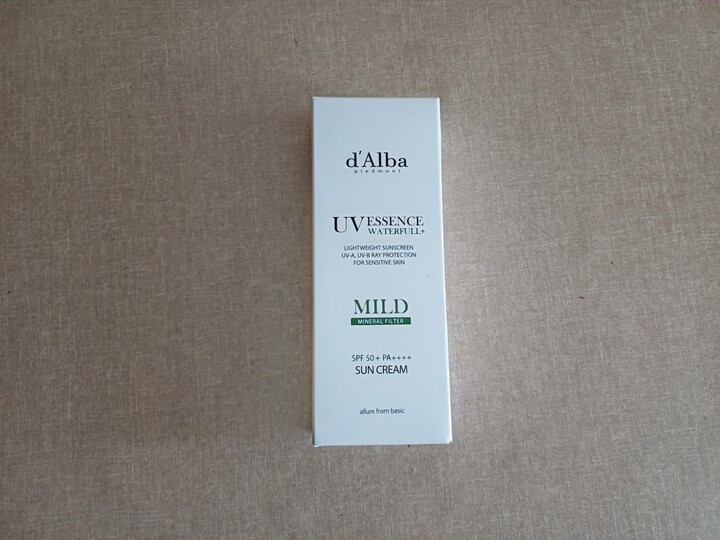 d'Alba
piedmont
UV ESSENCE
WATERFULL+
LIGHTWEIGHT SUNSCREEN
UV-A, UV-B RAY PROTECTION
FOR SENSITIVE SKIN
MILD
MINERAL FILTER
SPF 50+ PA++++
SUN CREAM
allure from basic